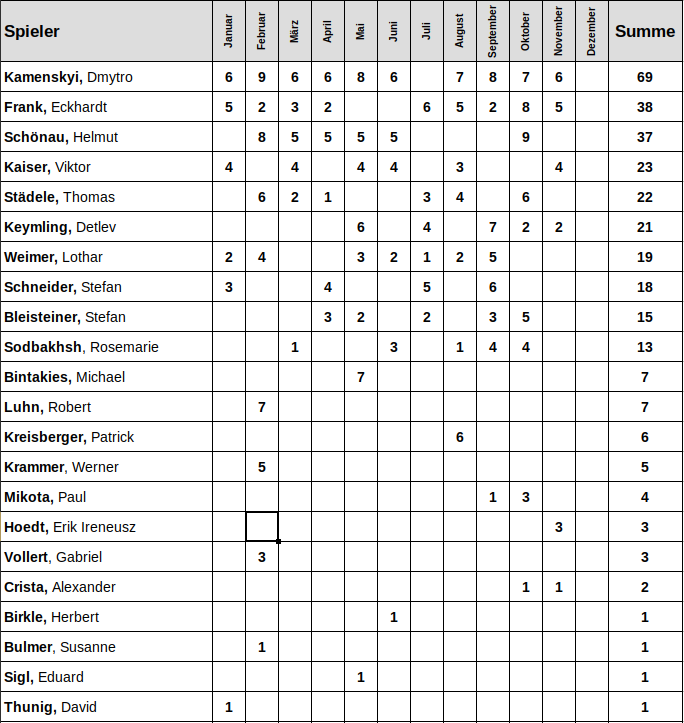 Spieler Januar Februar März April Mai Juni Juli August September Oktober November Dezember Summe
Kamenskyi, Dmytro 6 9 6 6 8 6 7 8 7 6 69
Frank, Eckhardt 5 2 3 2 6 5 2 8 5 38
Schönau, Helmut 8 5 5 5 5 9 37
Kaiser, Viktor 4 4 4 4 3 4 23
Städele, Thomas 6 2 1 3 4 6 22
Keymling, Detlev 6 4 7 2 2 21
Weimer, Lothar 2 4 3 2 1 2 5 19
Schneider, Stefan 3 4 5 6 18
Bleisteiner, Stefan 3 2 2 3 5 15
Sodbakhsh, Rosemarie 1 3 1 4 4 13
Bintakies, Michael 7 7
Luhn, Robert 7 7
Kreisberger, Patrick 6 6
Krammer, Werner 5 5
Mikota, Paul 1 3 4
Hoedt, Erik Ireneusz 3 3
Vollert, Gabriel 3 3
Crista, Alexander 1 1 2
Birkle, Herbert 1 1
Bulmer, Susanne 1 1
Sigl, Eduard 1 1
Thunig, David 1 1